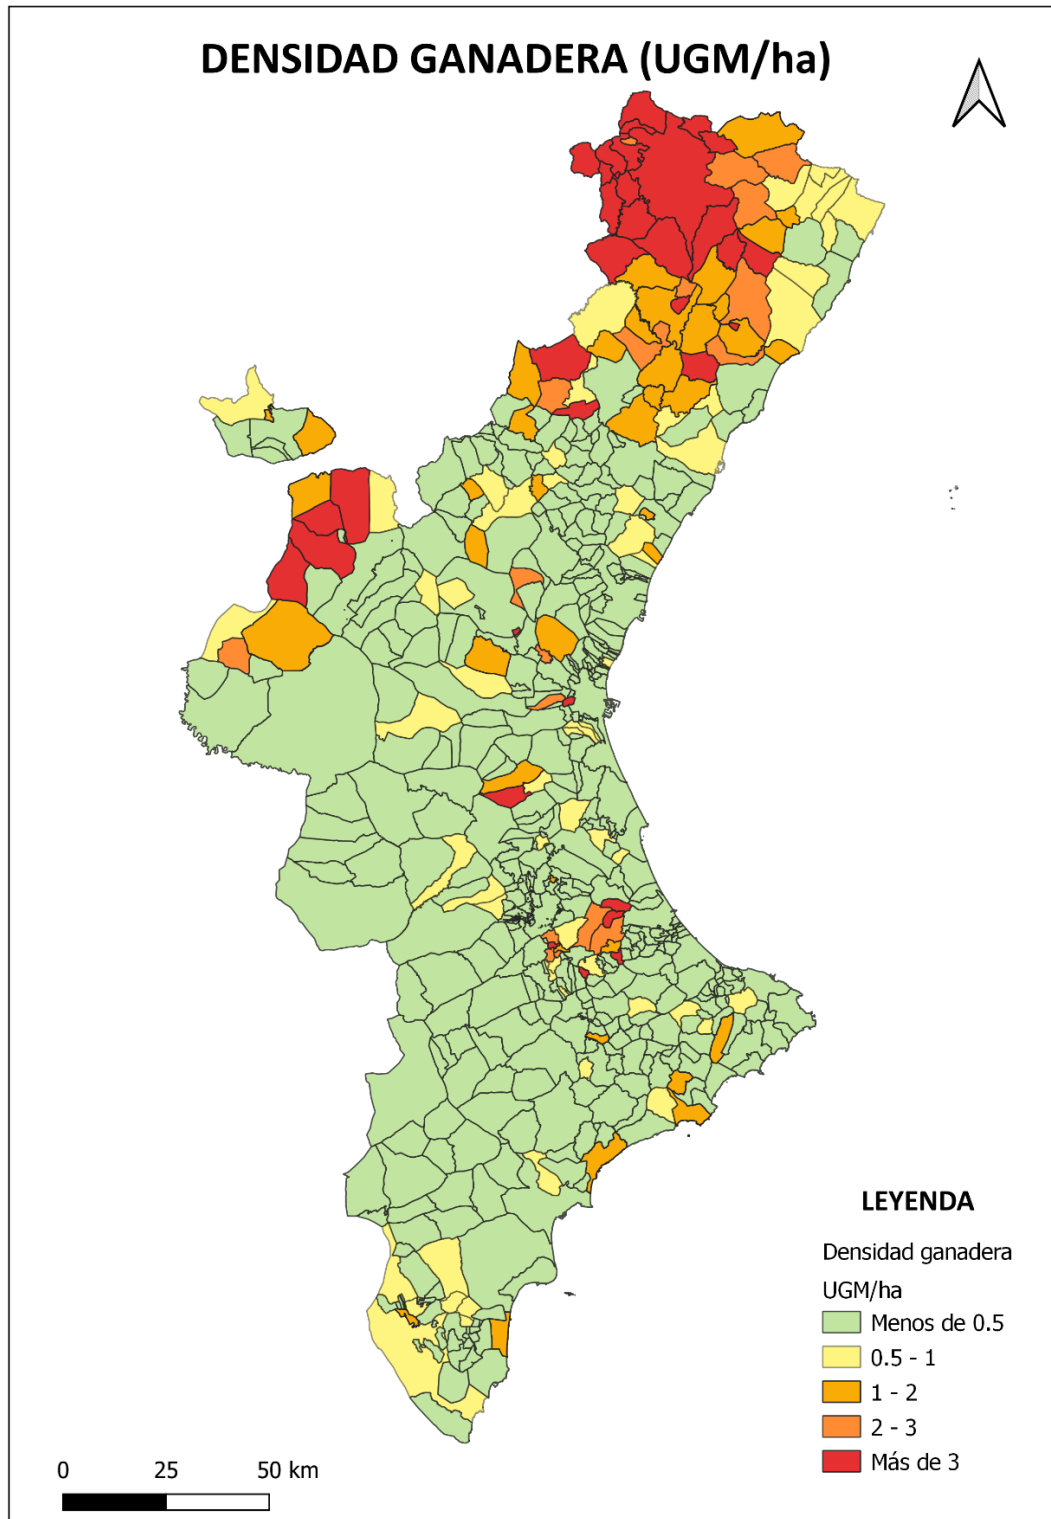 DENSIDAD GANADERA (UGM/ha)
LEYENDA
Densidad ganadera
UGM/ha
Menos de 0.5
0.5 - 1
1 - 2
2 - 3
Más de 3
0 25 50 km